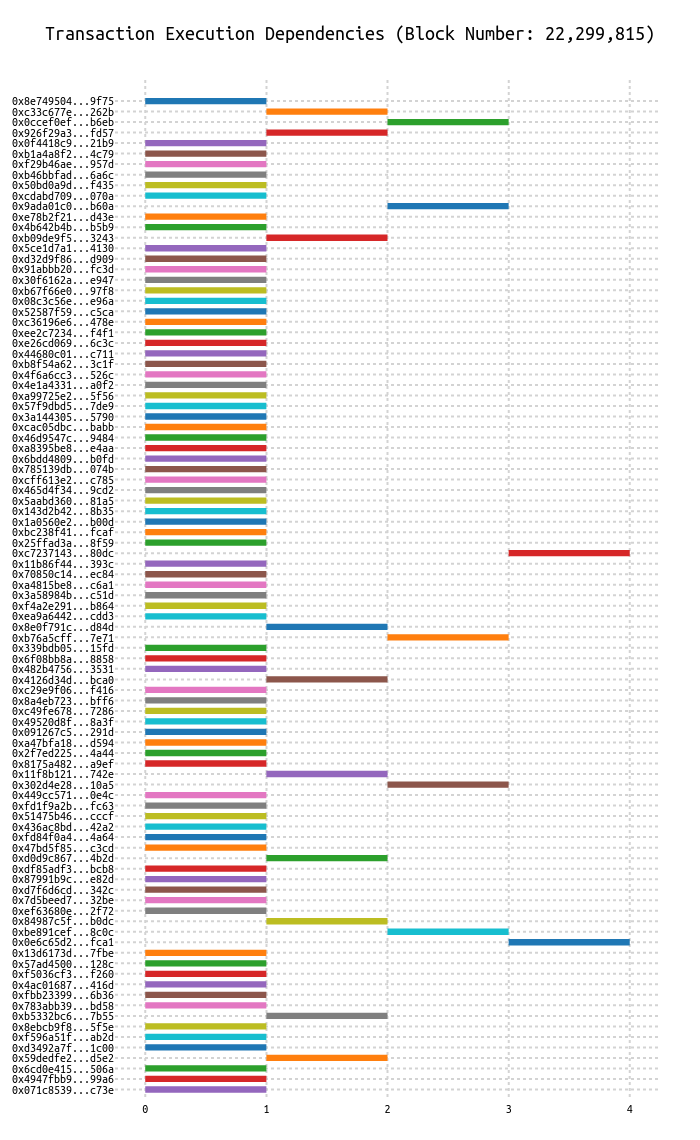 Transaction Execution Dependencies (Block Number: 22,299,815)
0x8e749504...9f75
0xc33c677e...262b
0x0ccef0ef...b6eb
0x926f29a3...fd57
0x0f4418c9...21b9
0xb1a4a8f2...4c79
0xf29b46ae...957d
0xb46bbfad...6a6c
0x50bd0a9d...f435
0xcdabd709...070a
0x9ada01c0...b60a
0xe78b2f21...d43e
0x4b642b4b...b5b9
0xb09de9f5...3243
0x5ce1d7a1...4130
0xd32d9f86...d909
0x91abbb20...fc3d
0x30f6162a...e947
0xb67f66e0...97f8
0x08c3c56e...e96a
0x52587f59...c5ca
0xc36196e6...478e
0xee2c7234...f4f1
0xe26cd069...6c3c
0x44680c01...c711
0xb8f54a62...3c1f
0x4f6a6cc3...526c
0x4e1a4331...a0f2
0xa99725e2...5f56
0x57f9dbd5...7de9
0x3a144305...5790
0xcac05dbc...babb
0x46d9547c...9484
0xa8395be8...e4aa
0x6bdd4809...b0fd
0x785139db...074b
0xcff613e2...c785
0x465d4f34...9cd2
0x5aabd360...81a5
0x143d2b42...8b35
0x1a0560e2...b00d
0xbc238f41...fcaf
0x25ffad3a...8f59
0xc7237143...80dc
0x11b86f44...393c
0x70850c14...ec84
0xa4815be8...c6a1
0x3a58984b...c51d
0xf4a2e291...b864
0xea9a6442...cdd3
0x8e0f791c...d84d
0xb76a5cff...7e71
0x339bdb05...15fd
0x6f08bb8a...8858
0x482b4756...3531
0x4126d34d...bca0
0xc29e9f06...f416
0x8a4eb723...bff6
0xc49fe678...7286
0x49520d8f...8a3f
0x091267c5...291d
0xa47bfa18...d594
0x2f7ed225...4a44
0x8175a482...a9ef
0x11f8b121...742e
0x302d4e28...10a5
0x449cc571...0e4c
0xfd1f9a2b...fc63
0x51475b46...cccf
0x436ac8bd...42a2
0xfd84f0a4...4a64
0x47bd5f85...c3cd
0xd0d9c867...4b2d
0xdf85adf3...bcb8
0x87991b9c...e82d
0xd7f6d6cd...342c
0x7d5beed7...32be
0xef63680e...2f72
0x84987c5f...b0dc
0xbe891cef...8c0c
0x0e6c65d2...fca1
0x13d6173d...7fbe
0x57ad4500...128c
0xf5036cf3...f260
0x4ac01687...416d
0xfbb23399...6b36
0x783abb39...bd58
0xb5332bc6...7b55
0x8ebcb9f8...5f5e
0xf596a51f...ab2d
0xd3492a7f...1c00
0x59dedfe2...d5e2
0x6cd0e415...506a
0x4947fbb9...99a6
0x071c8539...c73e
0 1 2 3 4